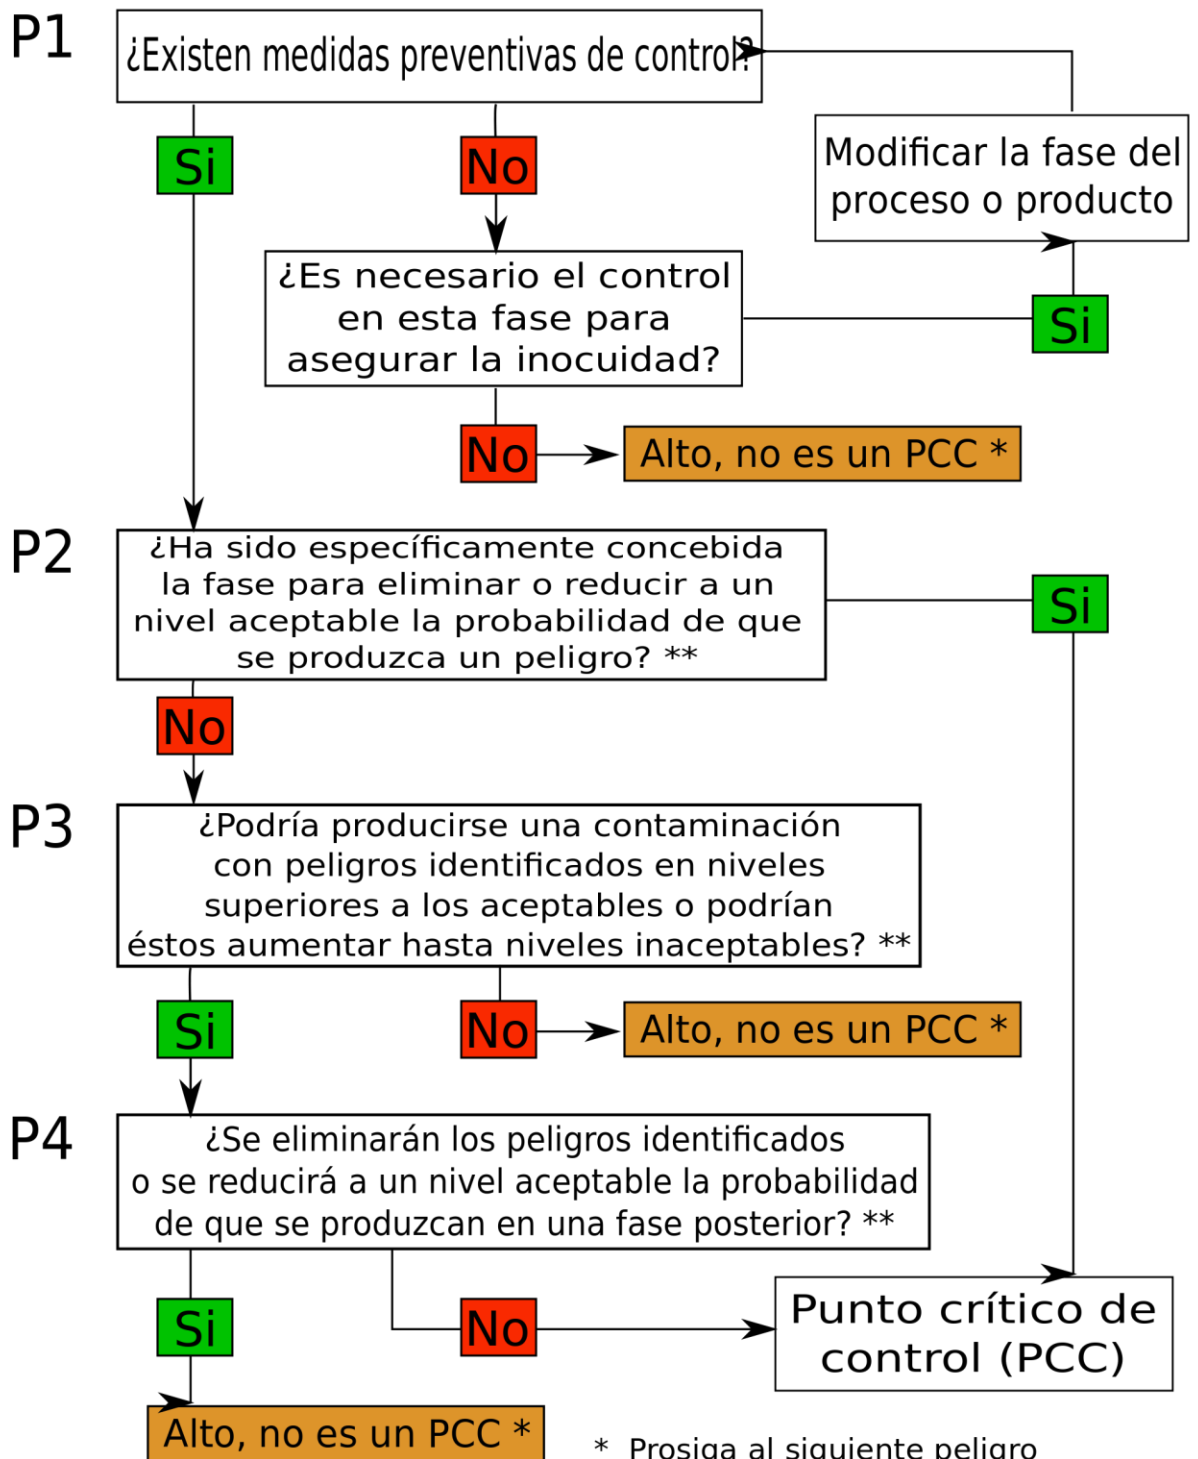 P1
¿Existen medidas preventivas de control?
Si
No
Modificar la fase del
proceso o producto
¿Es necesario el control
en esta fase para
asegurar la inocuidad?
Si
No
Alto, no es un PCC *
P2
¿Ha sido específicamente concebida
la fase para eliminar o reducir a un
nivel aceptable la probabilidad de que
se produzca un peligro? **
Si
No
P3
¿Podría producirse una contaminación
con peligros identificados en niveles
superiores a los aceptables o podrían
éstos aumentar hasta niveles inaceptables? **
Si
No
Alto, no es un PCC *
P4
¿Se eliminarán los peligros identificados
o se reducirá a un nivel aceptable la probabilidad
de que se produzcan en una fase posterior? **
Si
No
Punto crítico de
control (PCC)
Alto, no es un PCC *
* Prosiga al siguiente peligro